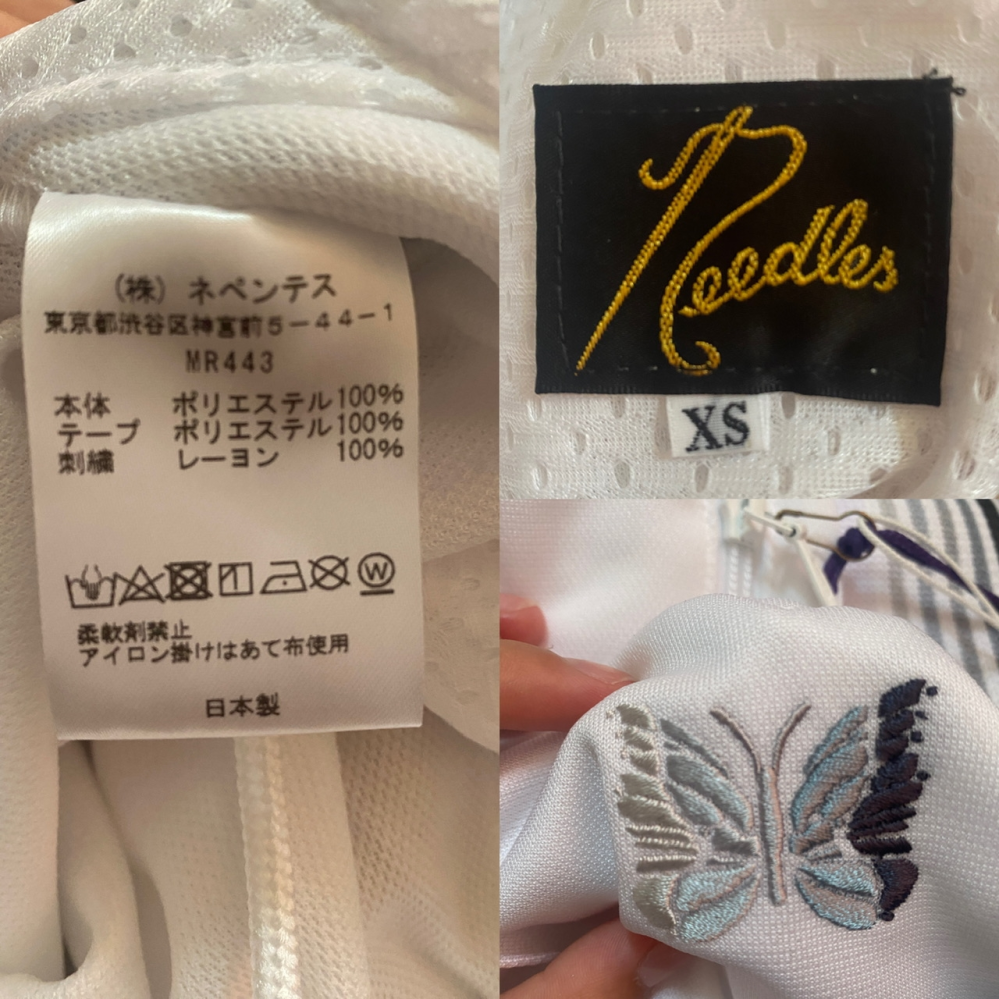 (株) ネペンテス
東京都渋谷区神宮前5-44-1
MR443
本体 ポリエステル100%
テープ ポリエステル100%
刺繍 レーヨン 100%
W
柔軟剤禁止
アイロン掛けはあて布使用
日本製
Needles
XS